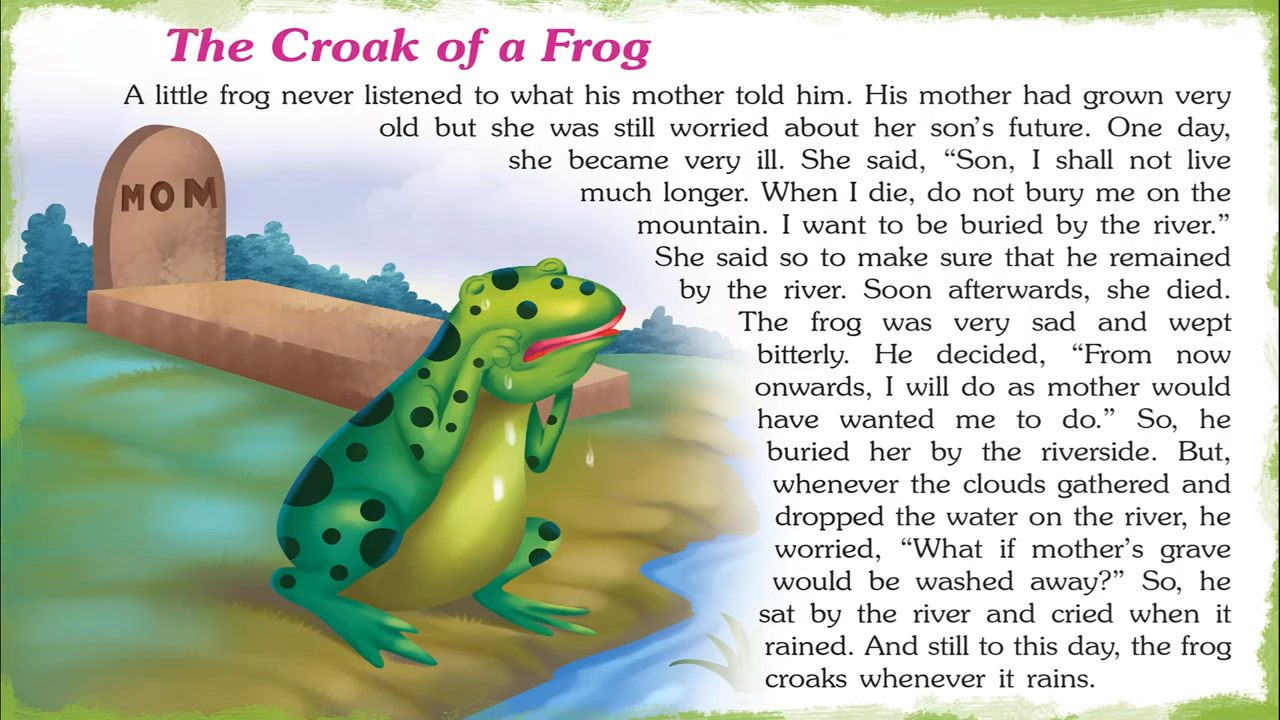 The Croak of a Frog
A little frog never listened to what his mother told him. His mother had grown very
old but she was still worried about her son’s future. One day,
she became very ill. She said, “Son, I shall not live
much longer. When I die, do not bury me on the
mountain. I want to be buried by the river.”
She said so to make sure that he remained
by the river. Soon afterwards, she died.
The frog was very sad and wept
bitterly. He decided, “From now
onwards, I will do as mother would
have wanted me to do.” So, he
buried her by the riverside. But,
whenever the clouds gathered and
dropped the water on the river, he
worried, “What if mother’s grave
would be washed away?” So, he
sat by the river and cried when it
rained. And still to this day, the frog
croaks whenever it rains.
MOM